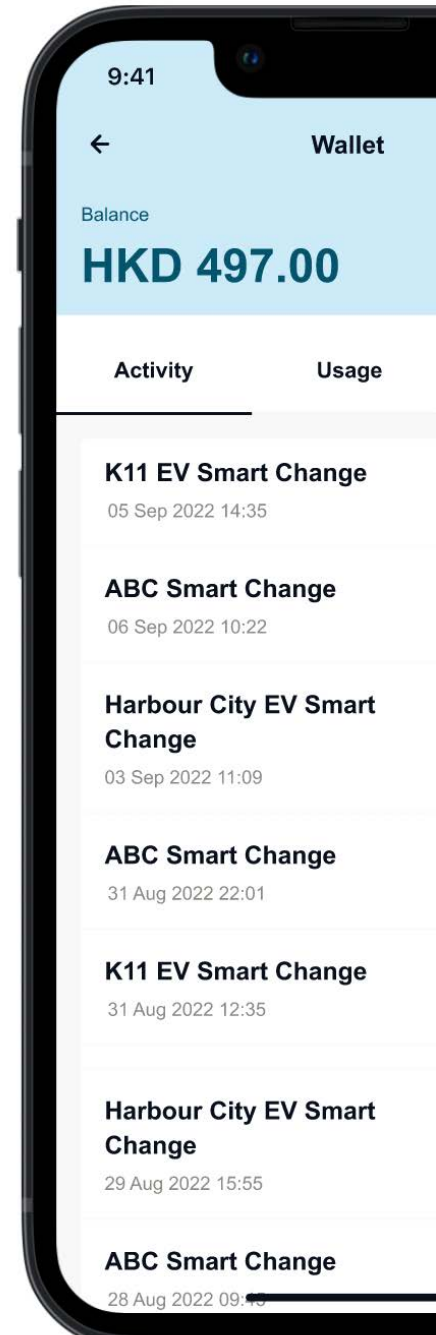 9:41
Wallet
Balance
HKD 497.00
Activity Usage
K11 EV Smart Change
05 Sep 2022 14:35
ABC Smart Change
06 Sep 2022 10:22
Harbour City EV Smart
Change
03 Sep 2022 11:09
ABC Smart Change
31 Aug 2022 22:01
K11 EV Smart Change
31 Aug 2022 12:35
Harbour City EV Smart
Change
29 Aug 2022 15:55
ABC Smart Change
28 Aug 2022